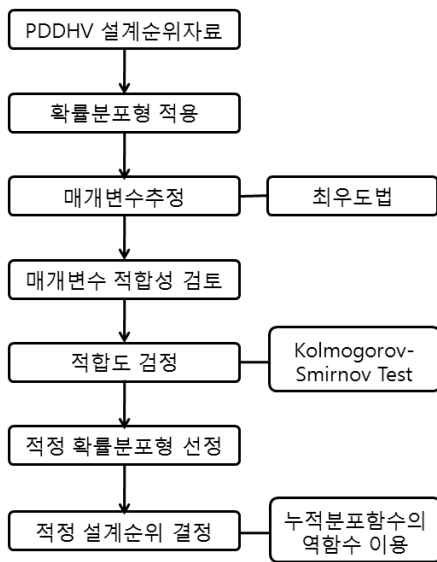 PDDHV 설계순위자료
확률분포형 적용
매개변수추정
최우도법
매개변수 적합성 검토
적합도 검정
Kolmogorov-
Smirnov Test
적정 확률분포형 선정
적정 설계순위 결정
누적분포함수의
역함수 이용